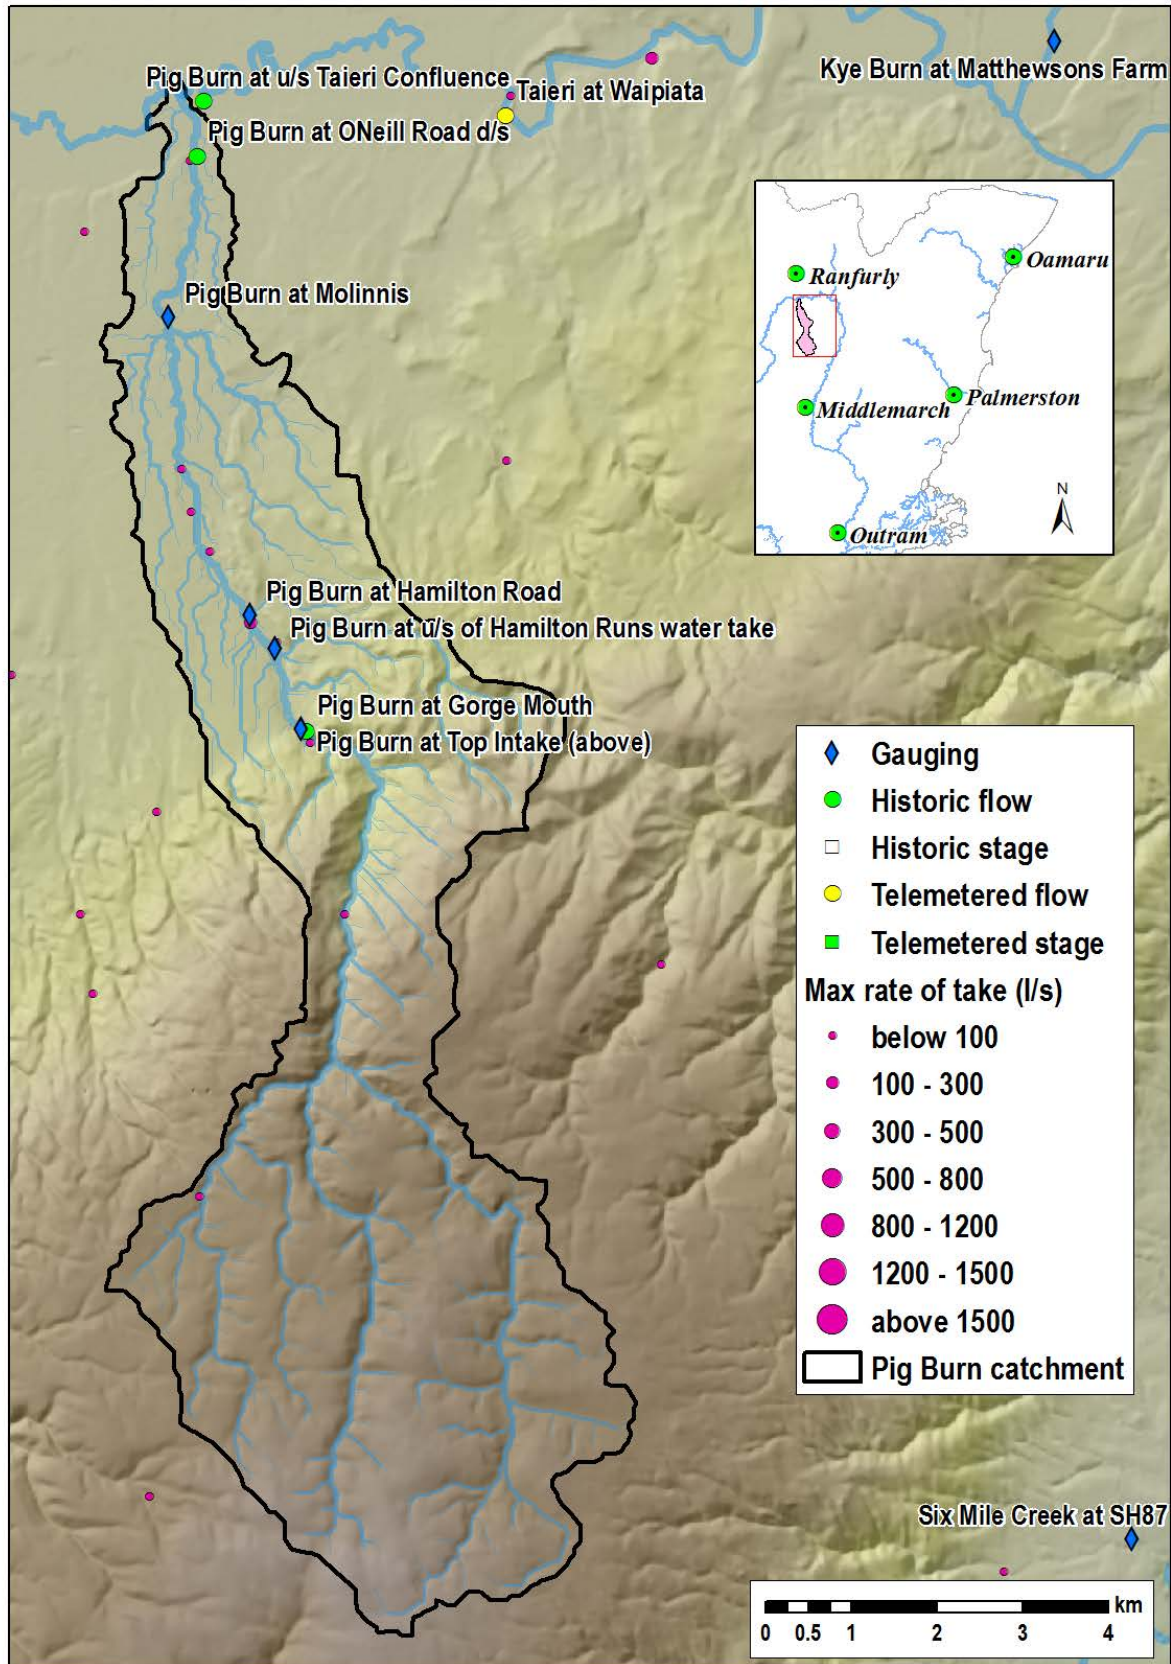 Pig Burn at u/s Taieri Confluence
Taieri at Waipiata
Kye Burn at Matthewsons Farm
Pig Burn at ONeill Road d/s
Ranfurly
Oamaru
Middlemarch
Palmerston
N
Outram
Pig Burn at Molinnis
Pig Burn at Hamilton Road
Pig Burn at u/s of Hamilton Runs water take
Pig Burn at Gorge Mouth
Pig Burn at Top Intake (above)
Gauging
Historic flow
Historic stage
Telemetered flow
Telemetered stage
Max rate of take (l/s)
below 100
100 - 300
300 - 500
500 - 800
800 - 1200
1200 - 1500
above 1500
Pig Burn catchment
Six Mile Creek at SH87
km
0 0.5 1 2 3 4